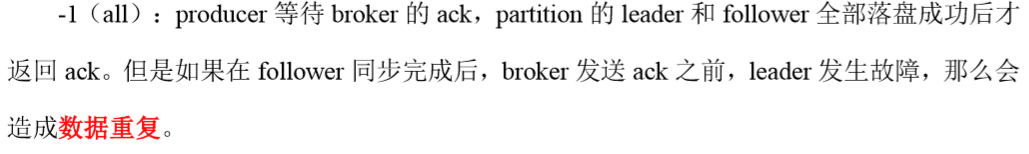 -1（all）：producer 等待 broker 的 ack，partition 的 leader 和 follower 全部落盘成功后才
返回 ack。但是如果在 follower 同步完成后，broker 发送 ack 之前，leader 发生故障，那么会
造成数据重复。